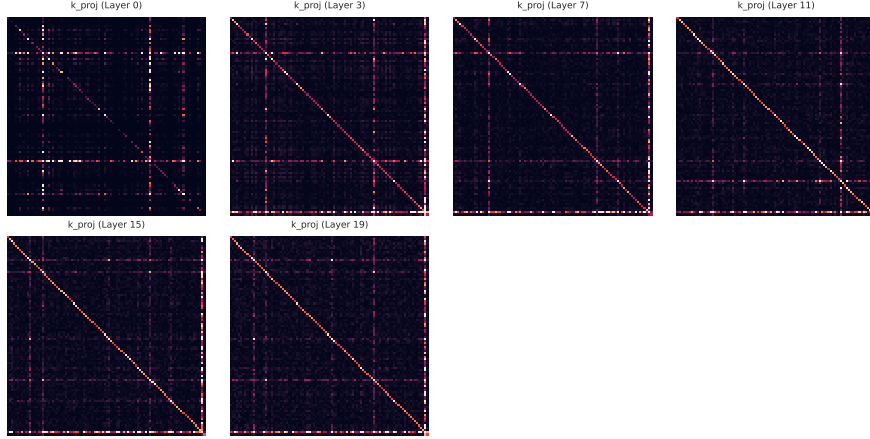 k_proj (Layer 0)
k_proj (Layer 3)
k_proj (Layer 7)
k_proj (Layer 11)
k_proj (Layer 15)
k_proj (Layer 19)